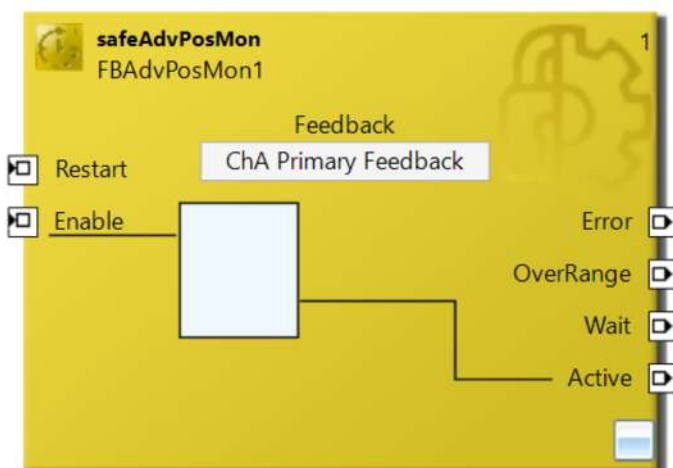 safeAdvPosMon
1
FBAdvPosMon1
Feedback
ChA Primary Feedback
Restart
Enable
Error
OverRange
Wait
Active